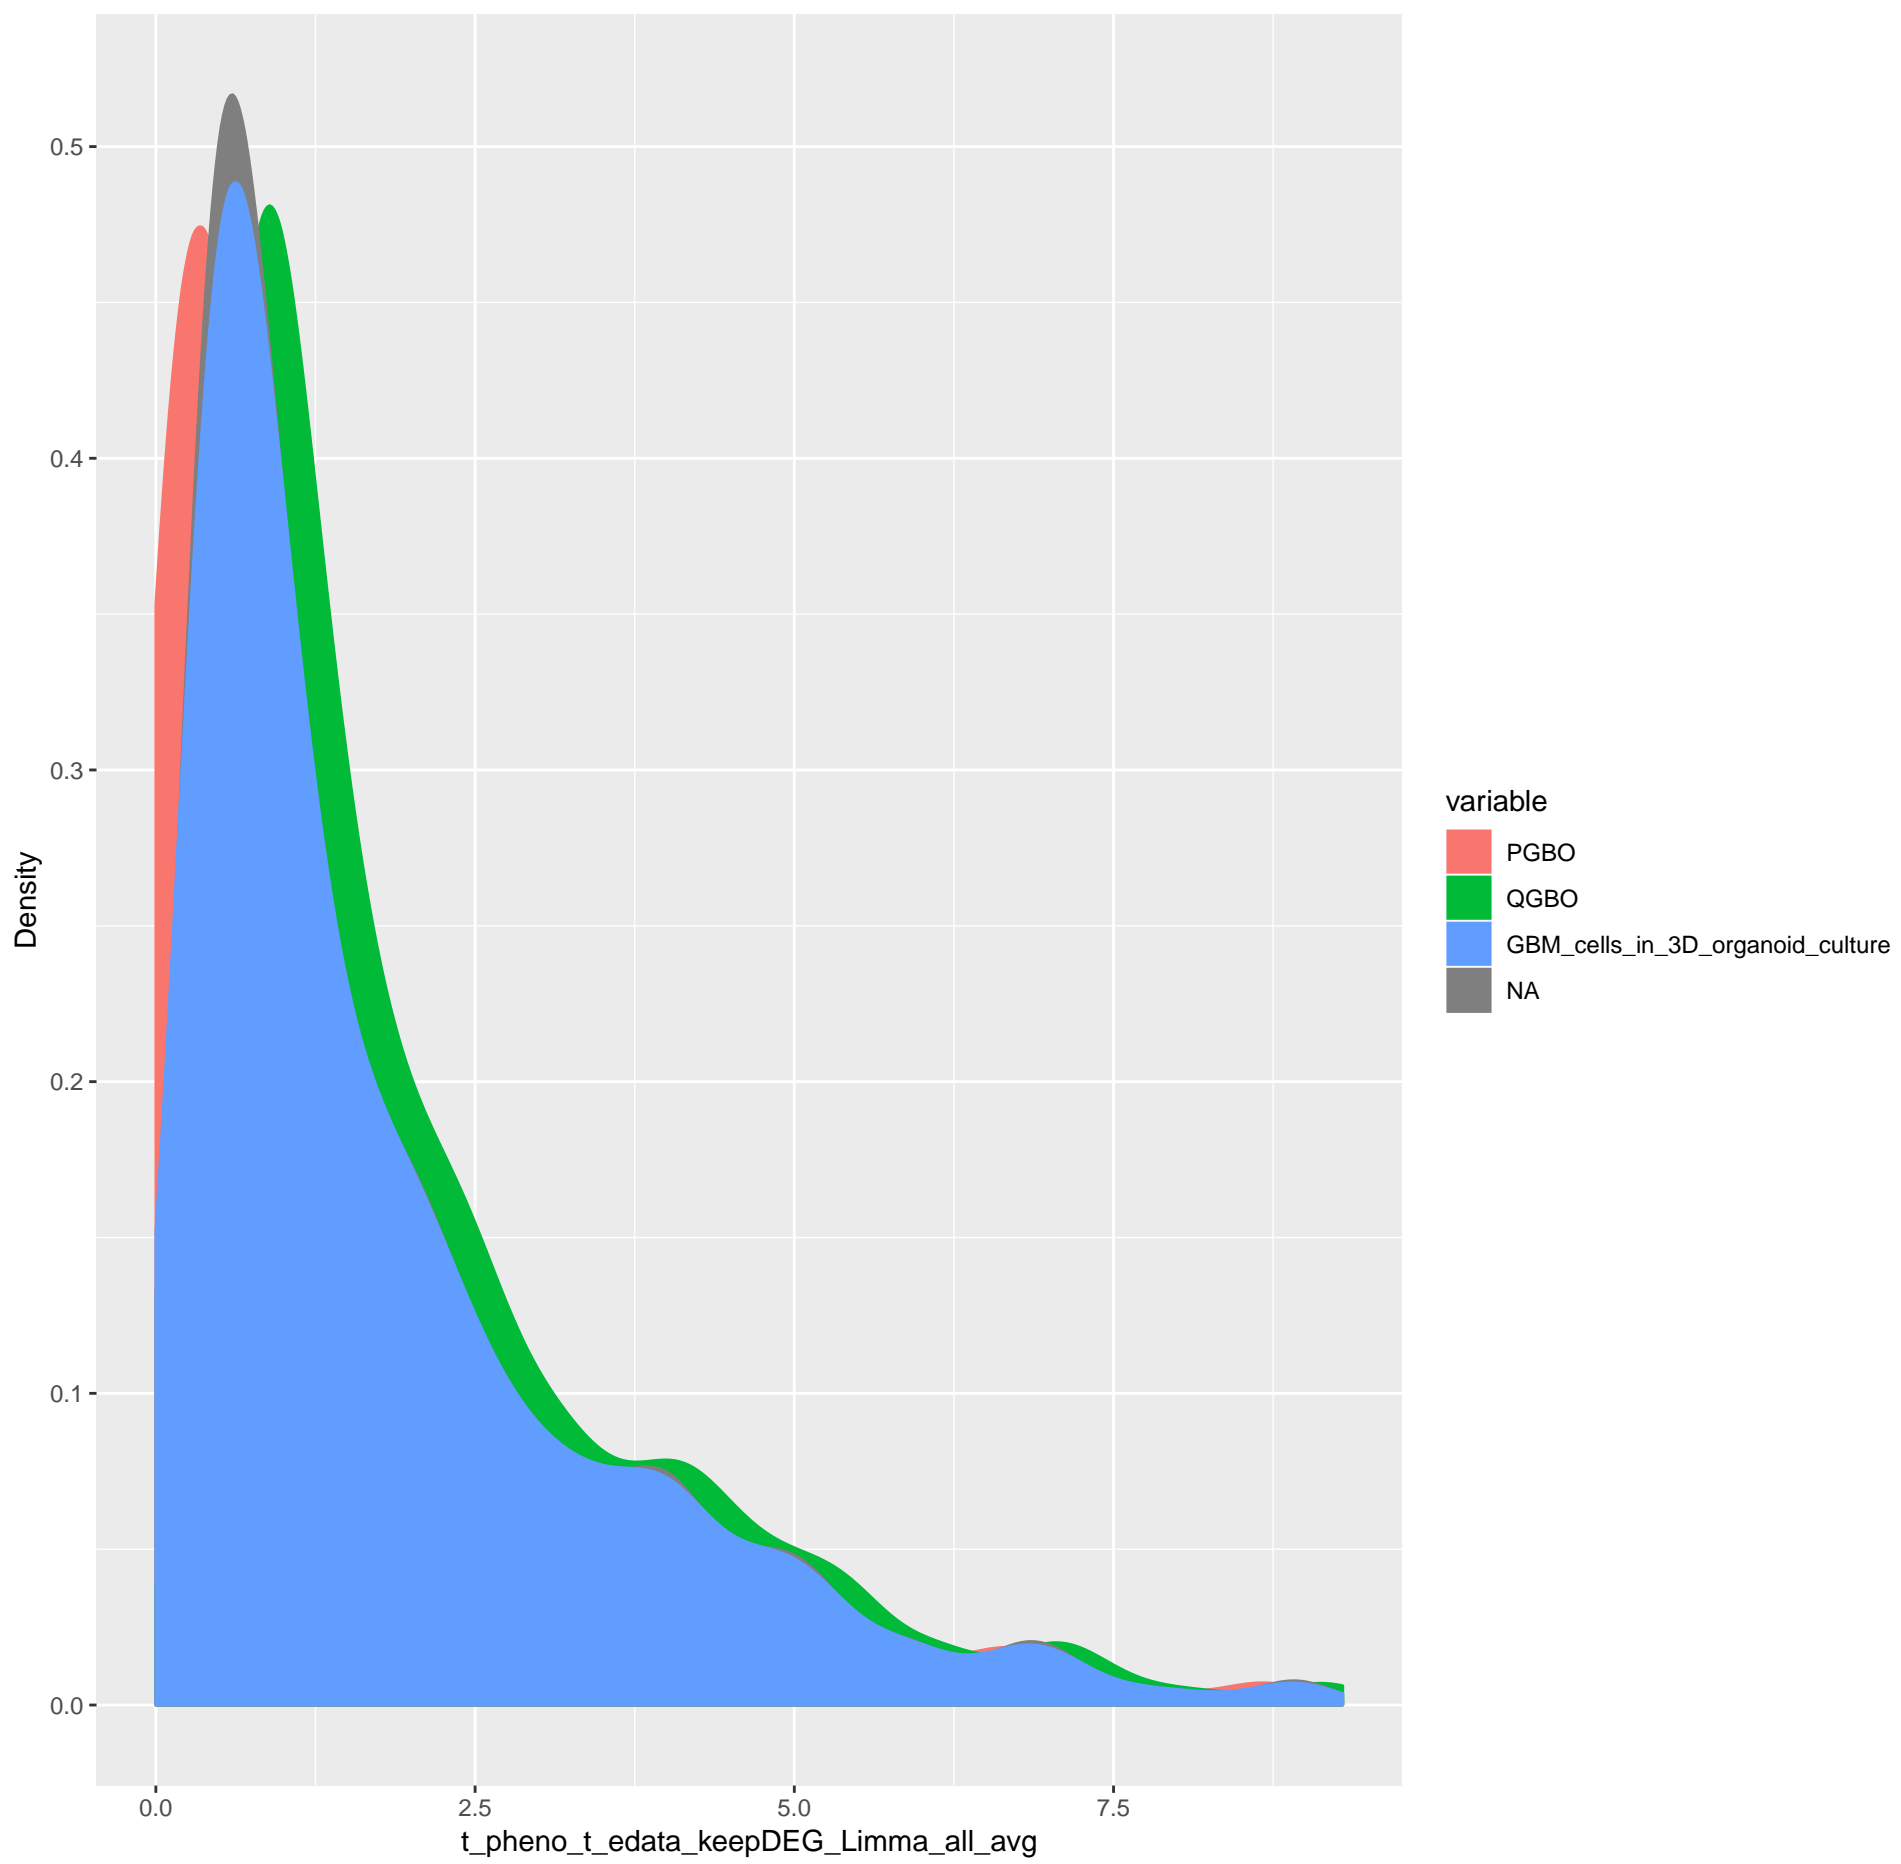 0.5
0.4
0.3
0.2
0.1
0.0
Density
0.0
2.5
5.0
7.5
t_pheno_t_edata_keepDEG_Limma_all_avg
variable
PGBO
QGBO
GBM_cells_in_3D_organoid_culture
NA